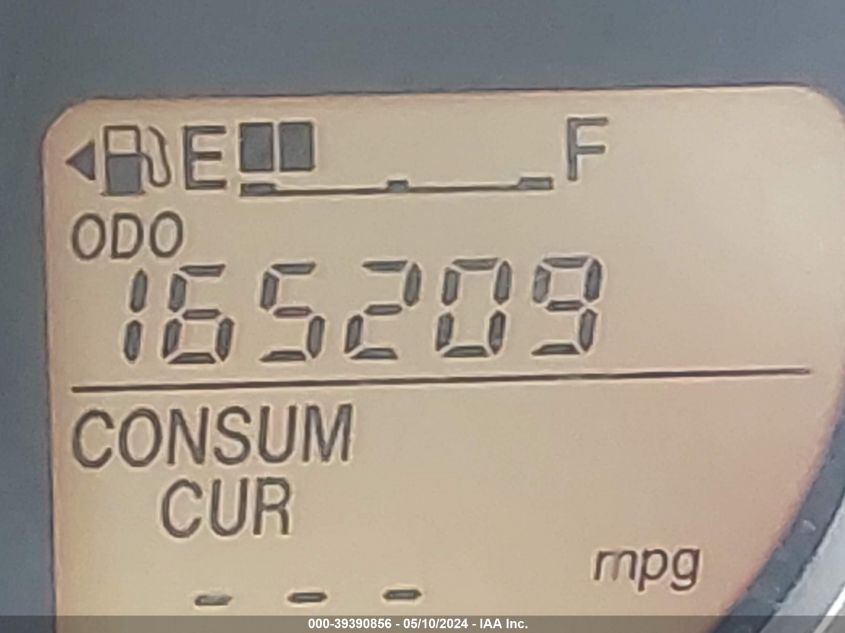 E F
ODO
165209
CONSUM
CUR
mpg
- - -
000-39390856 - 05/10/2024 - IAA Inc.